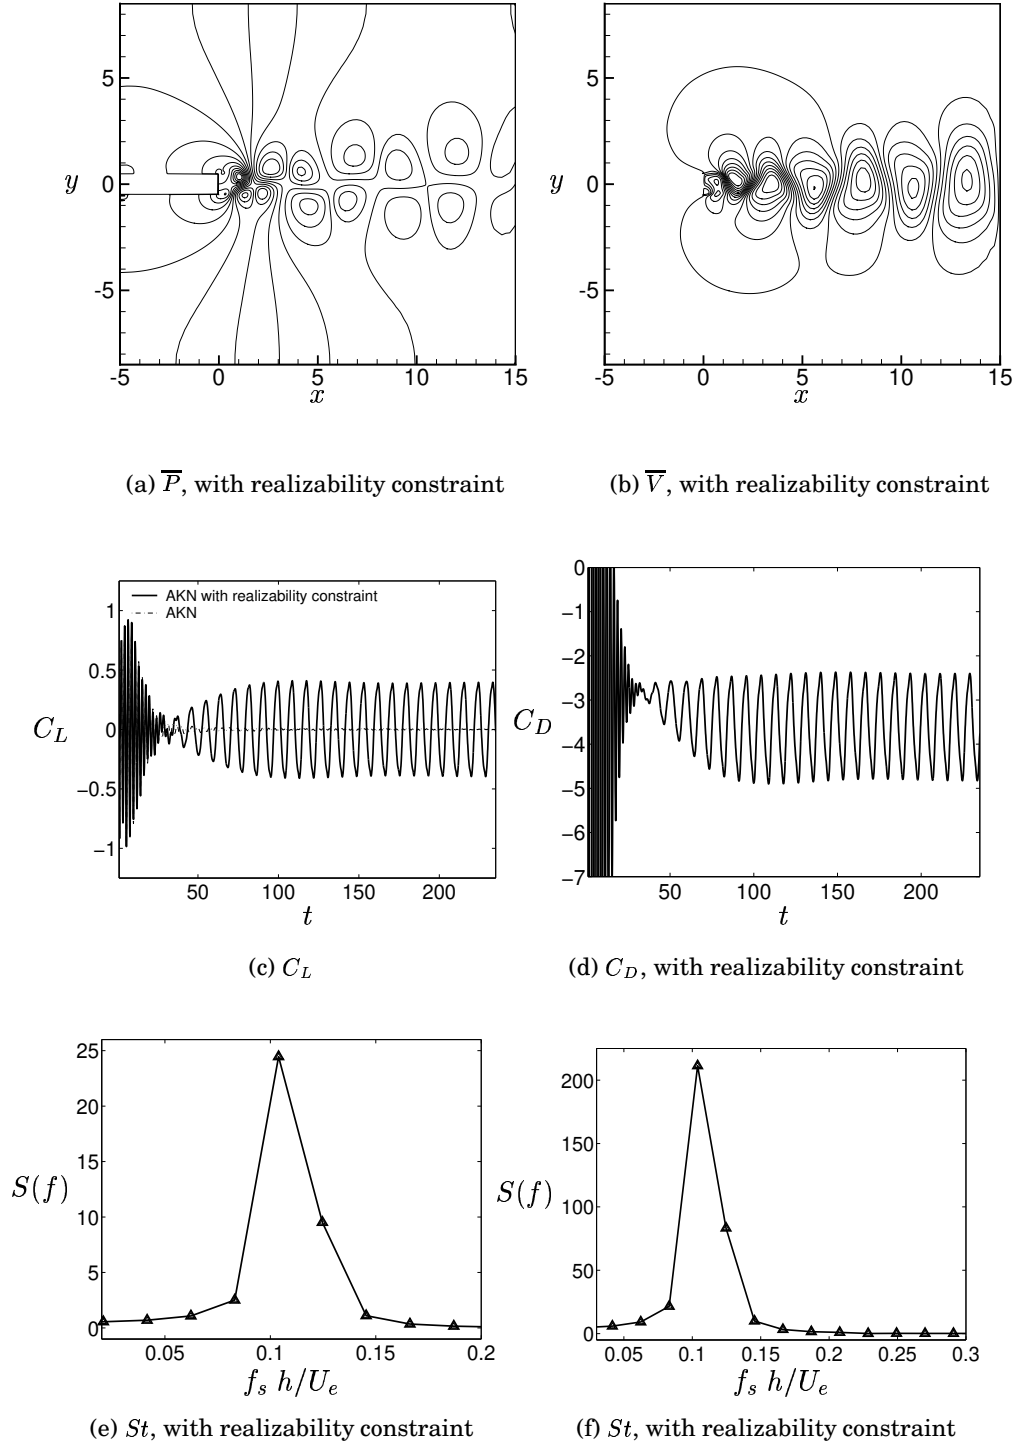 5
0
-5
y
-5
0
5
10
15
x
5
0
-5
y
-5
0
5
10
15
x
(a) P̅, with realizability constraint
(b) V̅, with realizability constraint
AKN with realizability constraint
AKN
1
0.5
0
−0.5
−1
C_L
50
100
150
200
t
0
−1
−2
−3
−4
−5
−6
−7
C_D
50
100
150
200
t
(c) C_L
(d) C_D, with realizability constraint
25
20
15
10
5
0
S(f)
0.05
0.1
0.15
0.2
f_s h/U_e
200
150
100
50
0
S(f)
0.05
0.1
0.15
0.2
0.25
0.3
f_s h/U_e
(e) St, with realizability constraint
(f) St, with realizability constraint